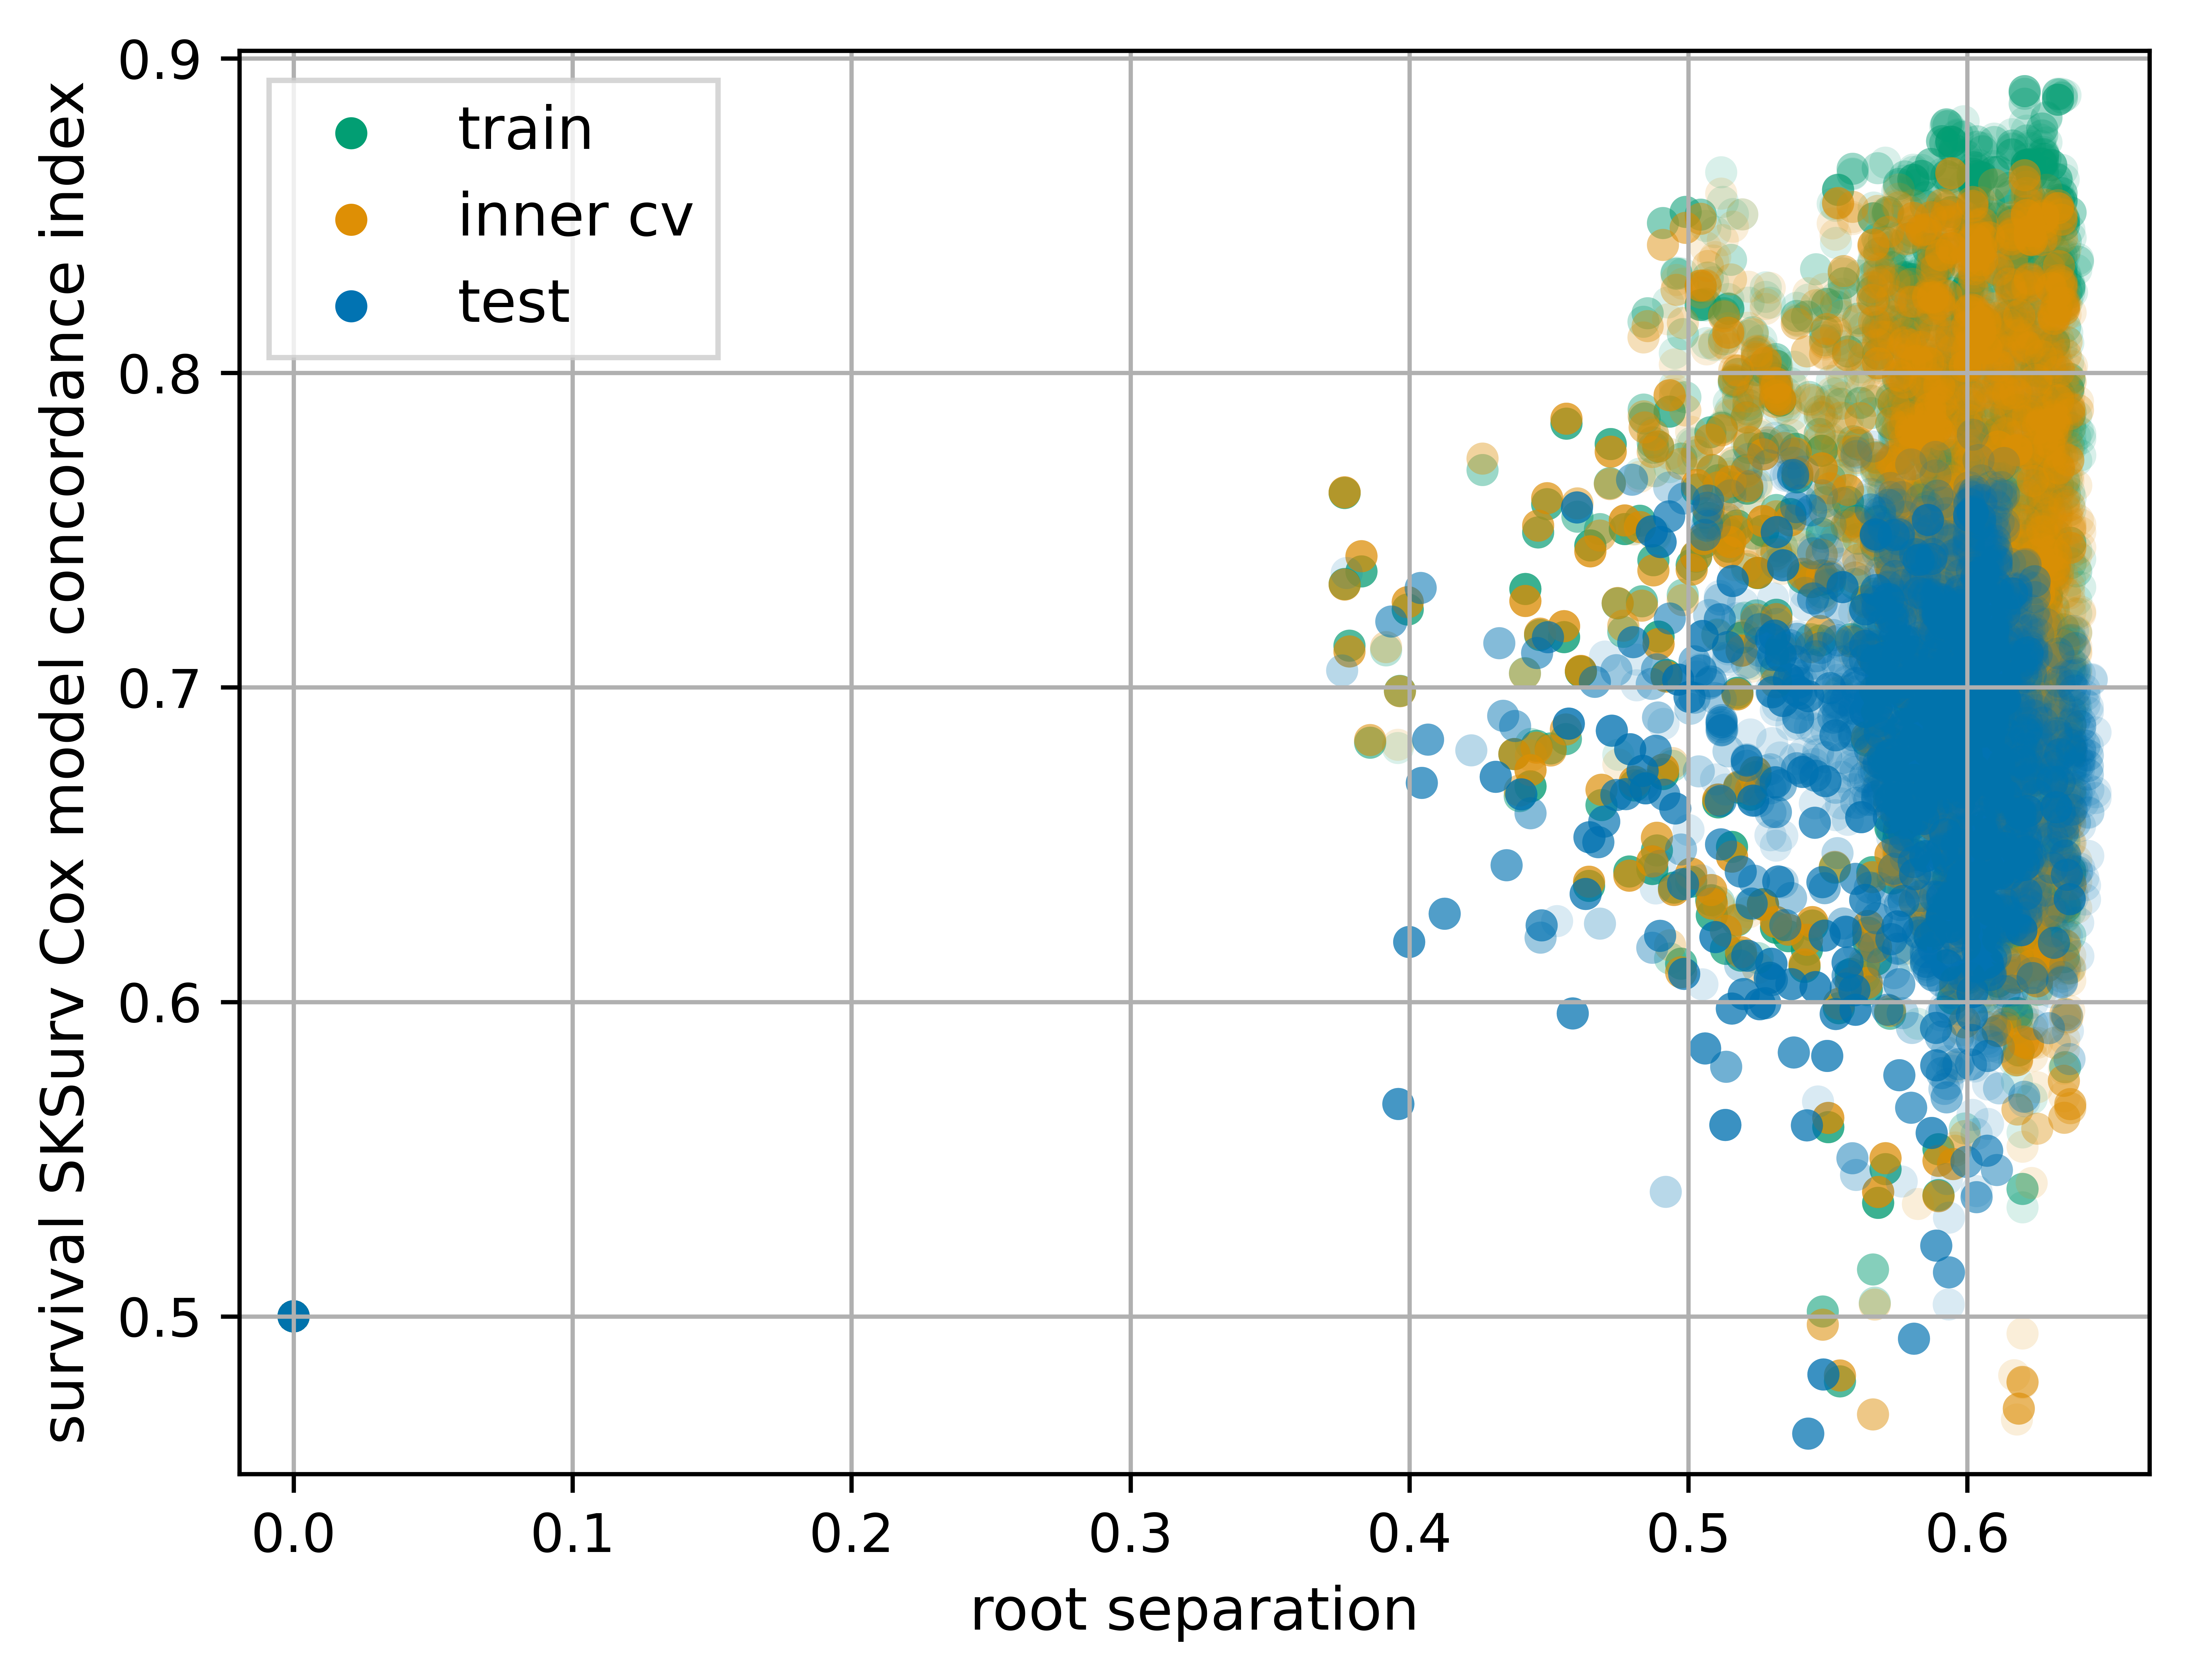 survival SKSurv Cox model concordance index
0.9
0.8
0.7
0.6
0.5
train
inner cv
test
0.0 0.1 0.2 0.3 0.4 0.5 0.6
root separation